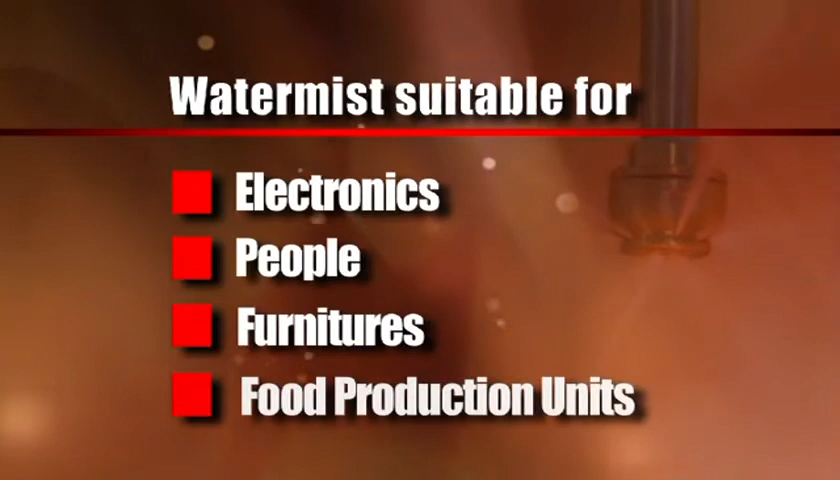 Watermist suitable for
Electronics
People
Furnitures
Food Production Units